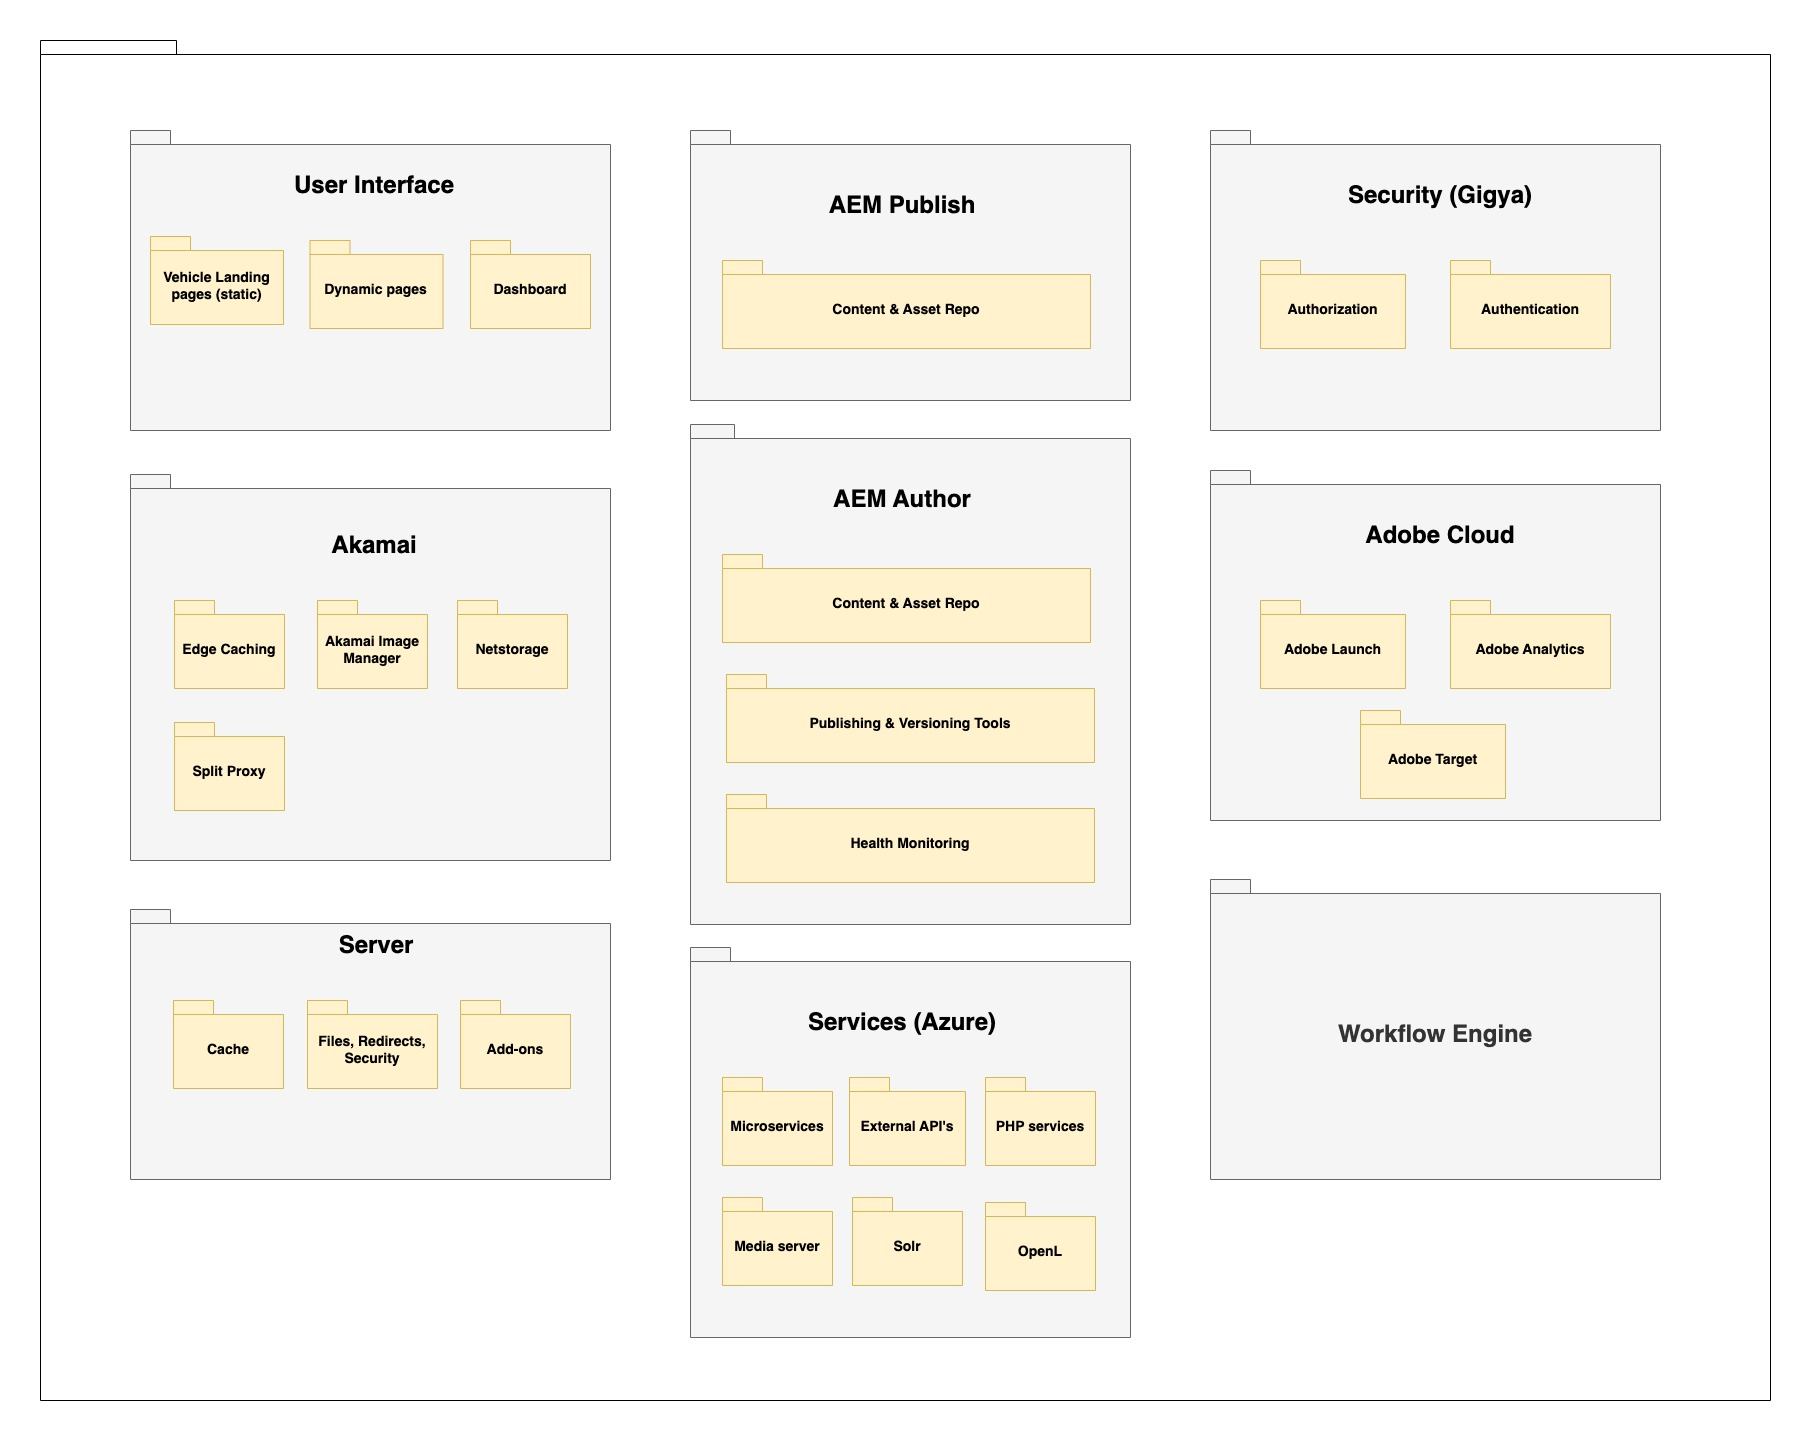 User Interface
Vehicle Landing
pages (static)
Dynamic pages
Dashboard
AEM Publish
Content & Asset Repo
Security (Gigya)
Authorization
Authentication
Akamai
Edge Caching
Akamai Image
Manager
Netstorage
Split Proxy
AEM Author
Content & Asset Repo
Publishing & Versioning Tools
Health Monitoring
Adobe Cloud
Adobe Launch
Adobe Analytics
Adobe Target
Server
Cache
Files, Redirects,
Security
Add-ons
Services (Azure)
Microservices
External API's
PHP services
Media server
Solr
OpenL
Workflow Engine